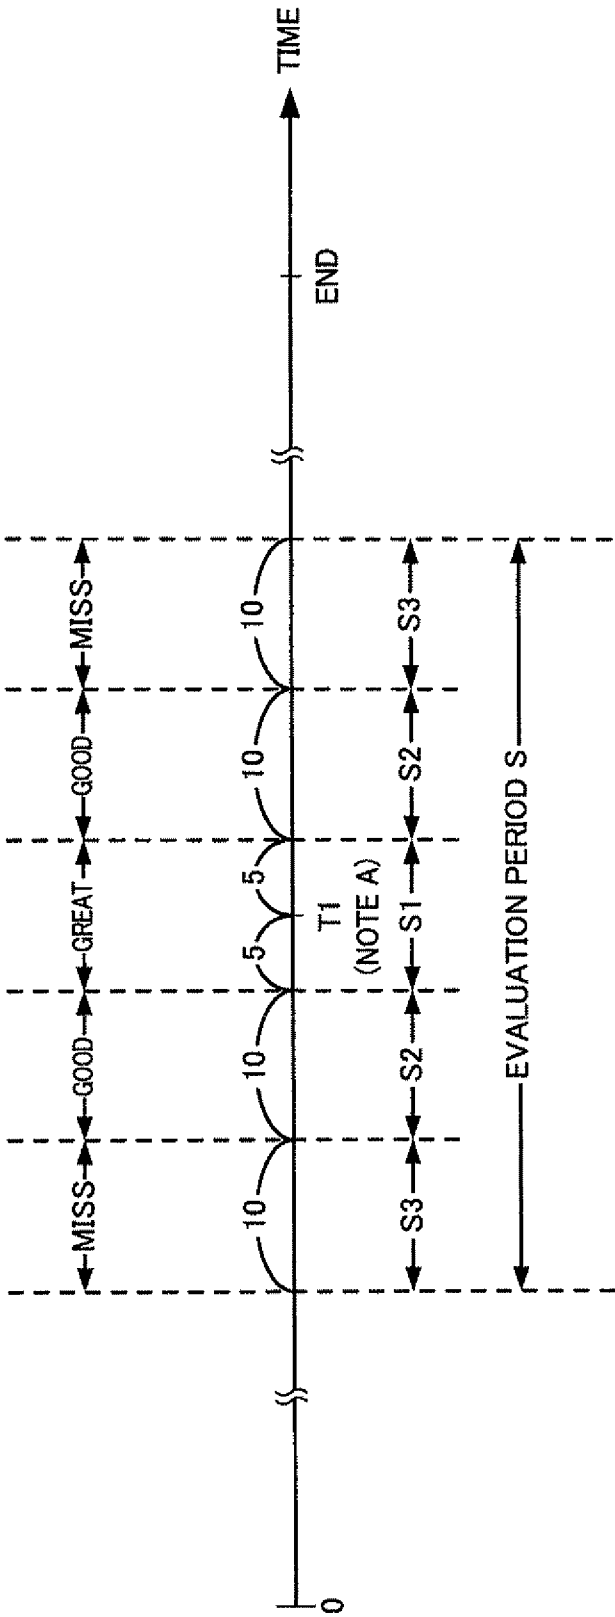 MISS GOOD GREAT GOOD MISS
10 10 5 5 10 10 TIME
0 T1 END
(NOTE A)
S3 S2 S1 S2 S3
EVALUATION PERIOD S